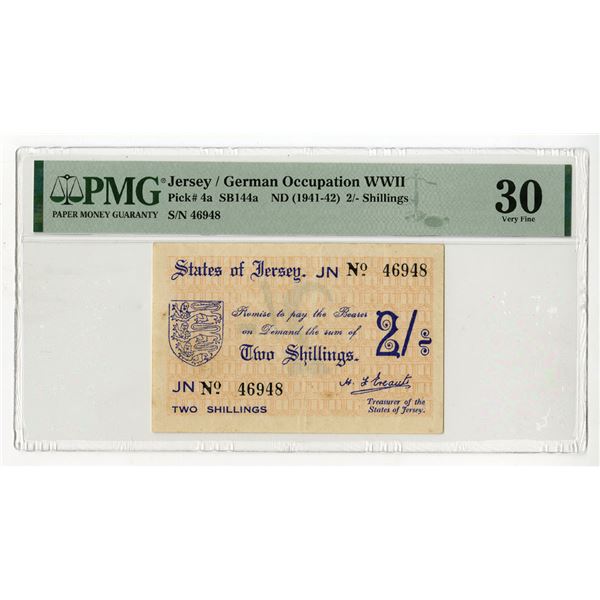 PMG
PAPER MONEY GUARANTY
Jersey / German Occupation WWII
Pick# 4a SB144a ND (1941-42) 2/- Shillings
S/N 46948
30
Very Fine
States of Jersey. JN Nº 46948
Promise to pay the Bearer
on Demand the sum of
Two Shillings.
2/-
JN Nº 46948
TWO SHILLINGS
Treasurer of the
States of Jersey.